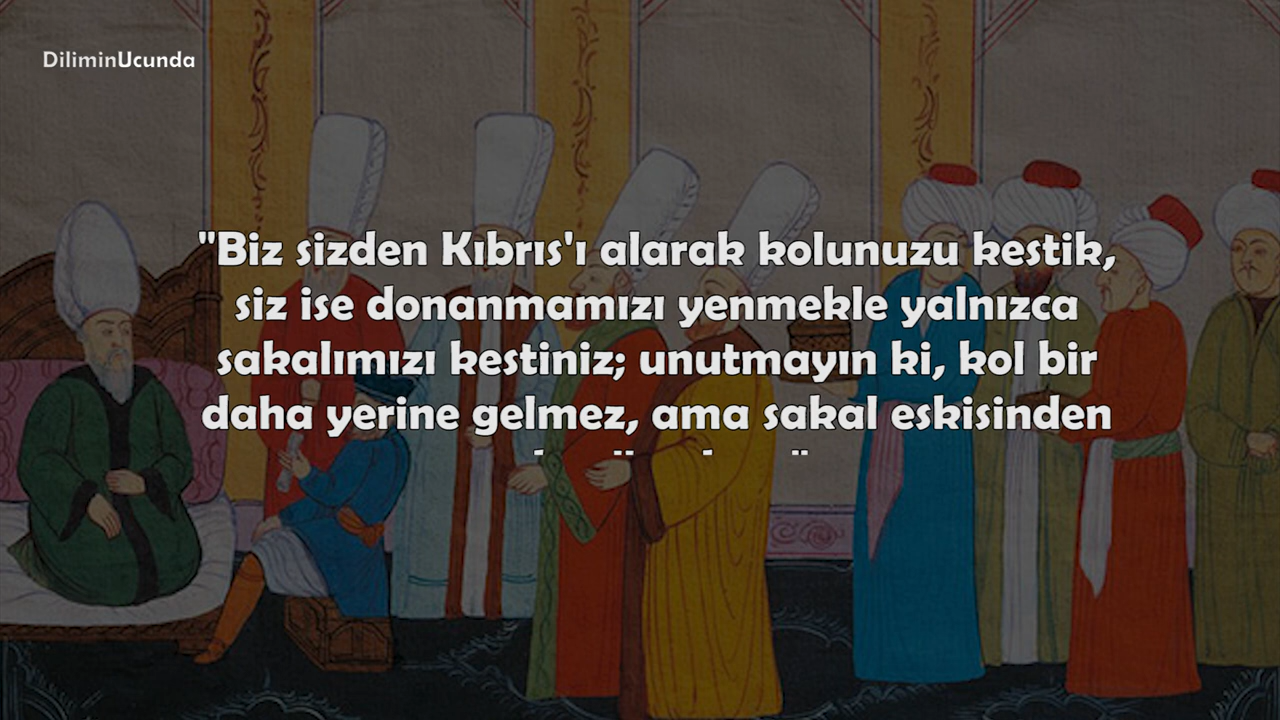 DiliminUcunda
"Biz sizden Kıbrıs'ı alarak kolunuzu kestik,
siz ise donanmamızı yenmekle yalnızca
sakalımızı kestiniz; unutmayın ki, kol bir
daha yerine gelmez, ama sakal eskisinden